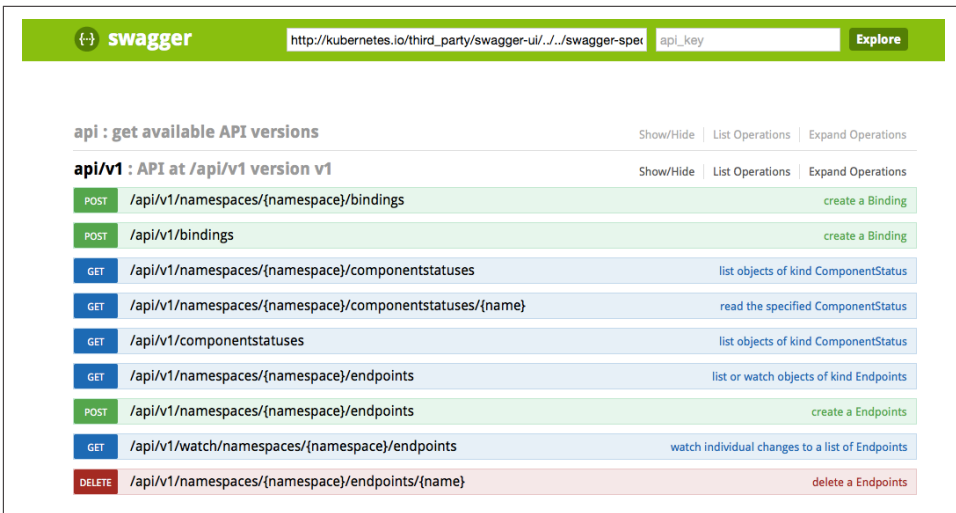 {··} swagger http://kubernetes.io/third_party/swagger-ui/../../swagger-spec api_key Explore
api : get available API versions Show/Hide List Operations Expand Operations
api/v1 : API at /api/v1 version v1 Show/Hide List Operations Expand Operations
POST /api/v1/namespaces/{namespace}/bindings create a Binding
POST /api/v1/bindings create a Binding
GET /api/v1/namespaces/{namespace}/componentstatuses list objects of kind ComponentStatus
GET /api/v1/namespaces/{namespace}/componentstatuses/{name} read the specified ComponentStatus
GET /api/v1/componentstatuses list objects of kind ComponentStatus
GET /api/v1/namespaces/{namespace}/endpoints list or watch objects of kind Endpoints
POST /api/v1/namespaces/{namespace}/endpoints create a Endpoints
GET /api/v1/watch/namespaces/{namespace}/endpoints watch individual changes to a list of Endpoints
DELETE /api/v1/namespaces/{namespace}/endpoints/{name} delete a Endpoints